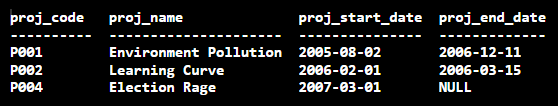 proj_code proj_name proj_start_date proj_end_date
---------- --------------------- --------------- -------------
P001 Environment Pollution 2005-08-02 2006-12-11
P002 Learning Curve 2006-02-01 2006-03-15
P004 Election Rage 2007-03-01 NULL